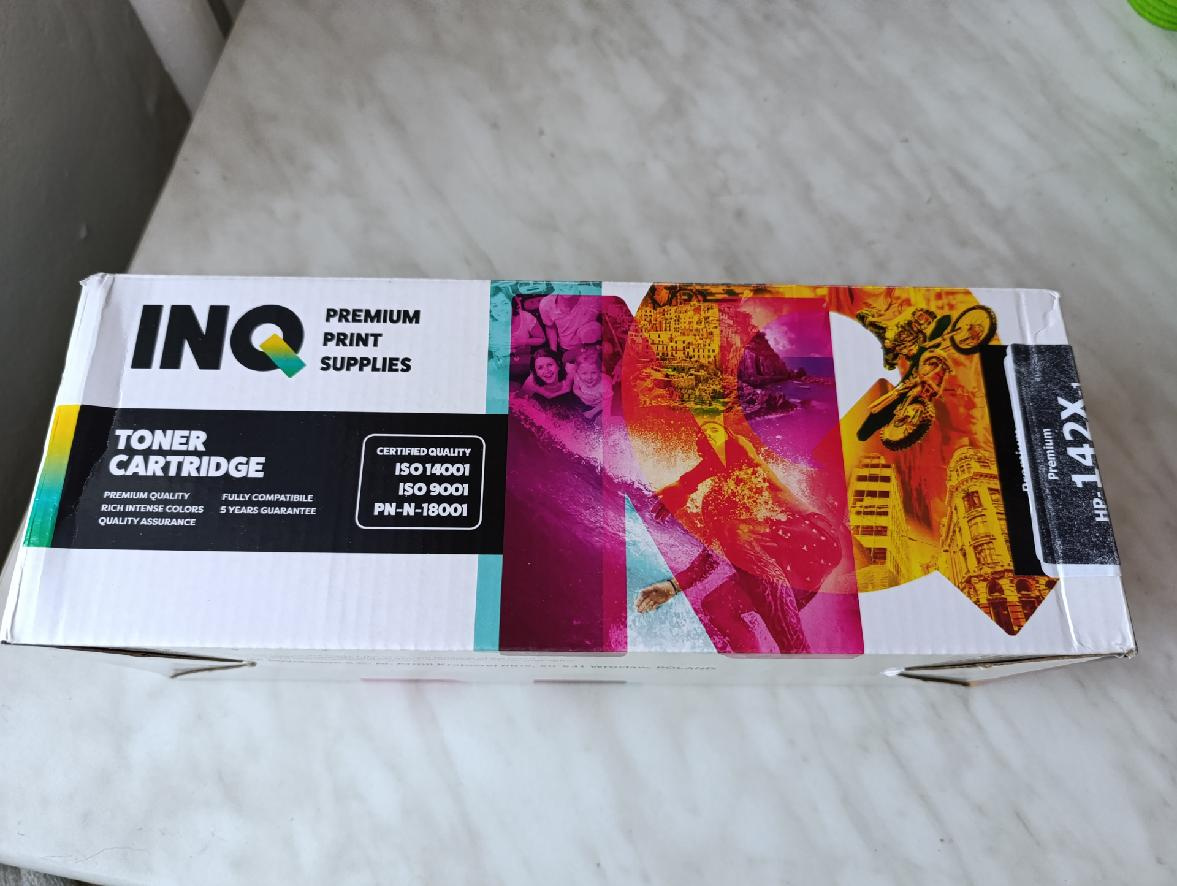 INQ
PREMIUM
PRINT
SUPPLIES
TONER
CARTRIDGE
PREMIUM QUALITY
RICH INTENSE COLORS
QUALITY ASSURANCE
FULLY COMPATIBILE
5 YEARS GUARANTEE
CERTIFIED QUALITY
ISO 14001
ISO 9001
PN-N-18001
Premium
HP-142X
POLAND